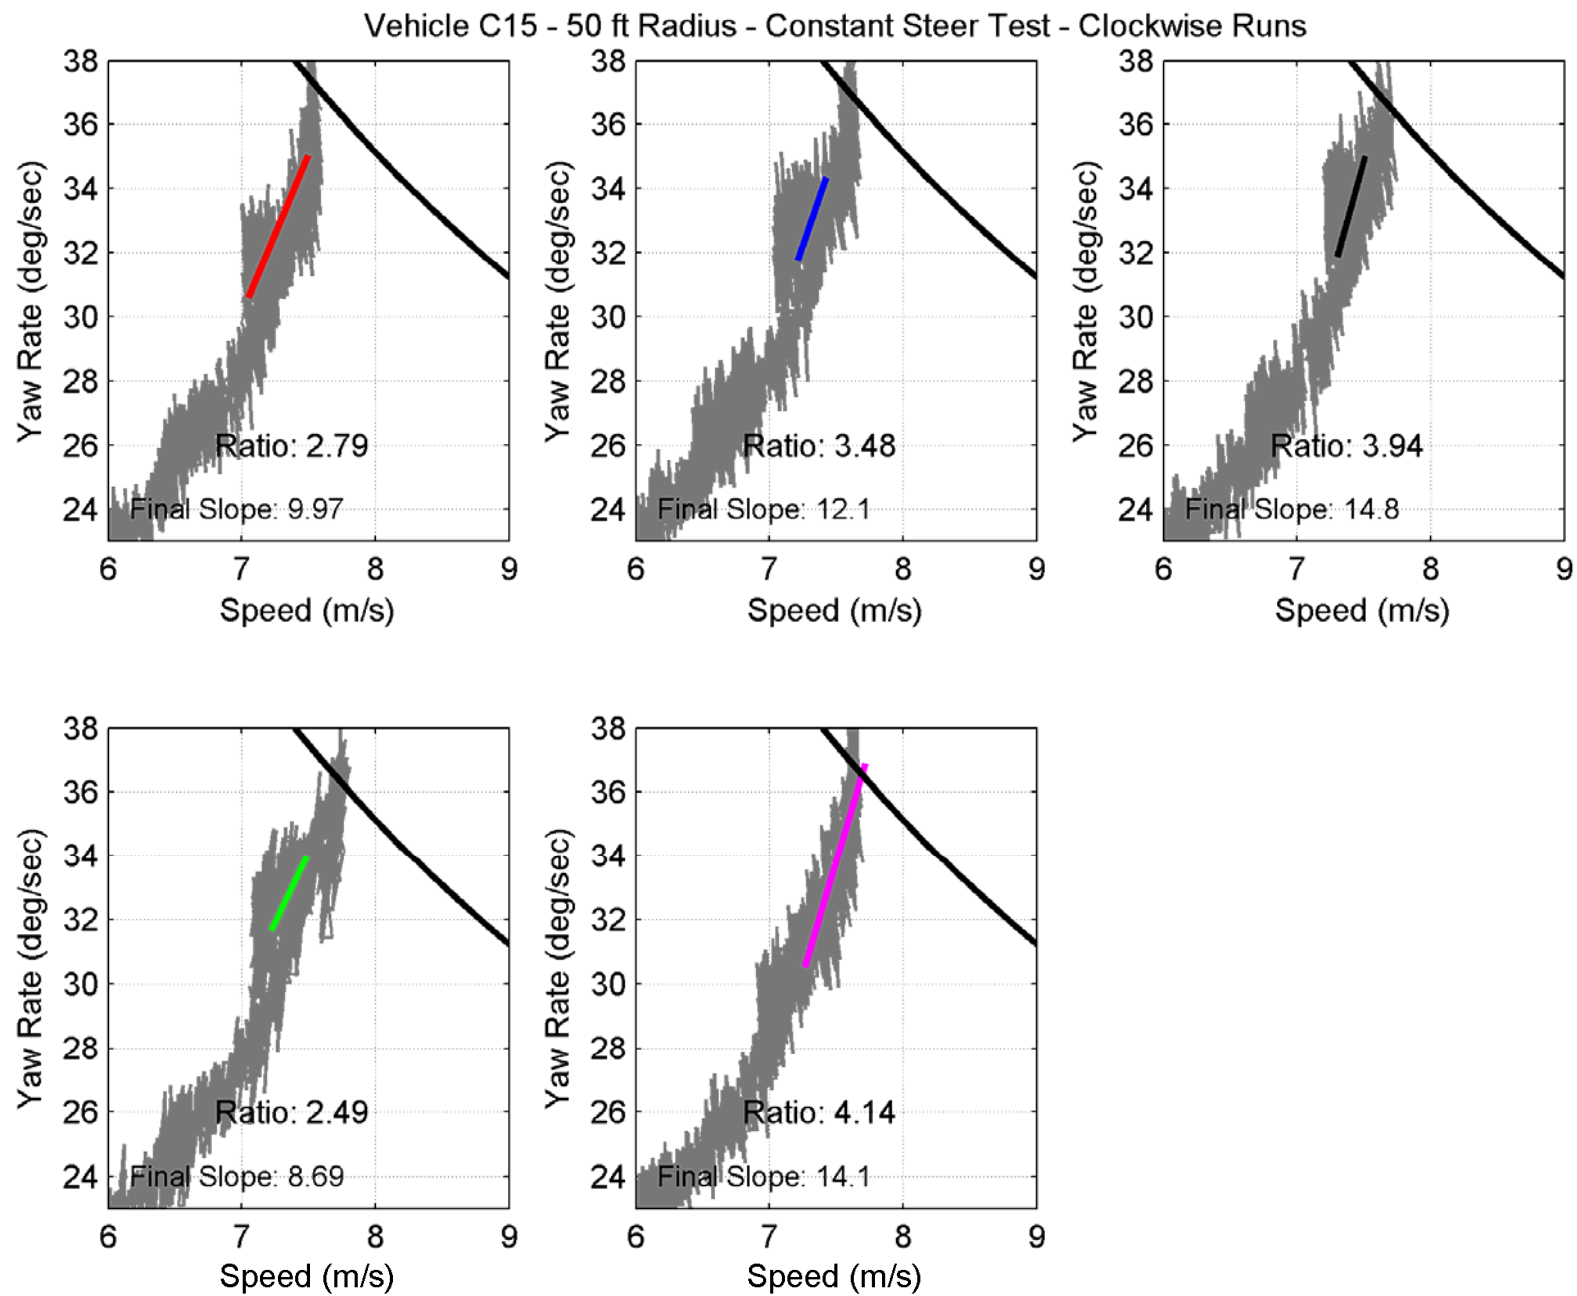 Vehicle C15 - 50 ft Radius - Constant Steer Test - Clockwise Runs
38
36
34
32
30
28
26
24
Yaw Rate (deg/sec)
Ratio: 2.79
Final Slope: 9.97
6 7 8 9
Speed (m/s)
38
36
34
32
30
28
26
24
Yaw Rate (deg/sec)
Ratio: 3.48
Final Slope: 12.1
6 7 8 9
Speed (m/s)
38
36
34
32
30
28
26
24
Yaw Rate (deg/sec)
Ratio: 3.94
Final Slope: 14.8
6 7 8 9
Speed (m/s)
38
36
34
32
30
28
26
24
Yaw Rate (deg/sec)
Ratio: 2.49
Final Slope: 8.69
6 7 8 9
Speed (m/s)
38
36
34
32
30
28
26
24
Yaw Rate (deg/sec)
Ratio: 4.14
Final Slope: 14.1
6 7 8 9
Speed (m/s)